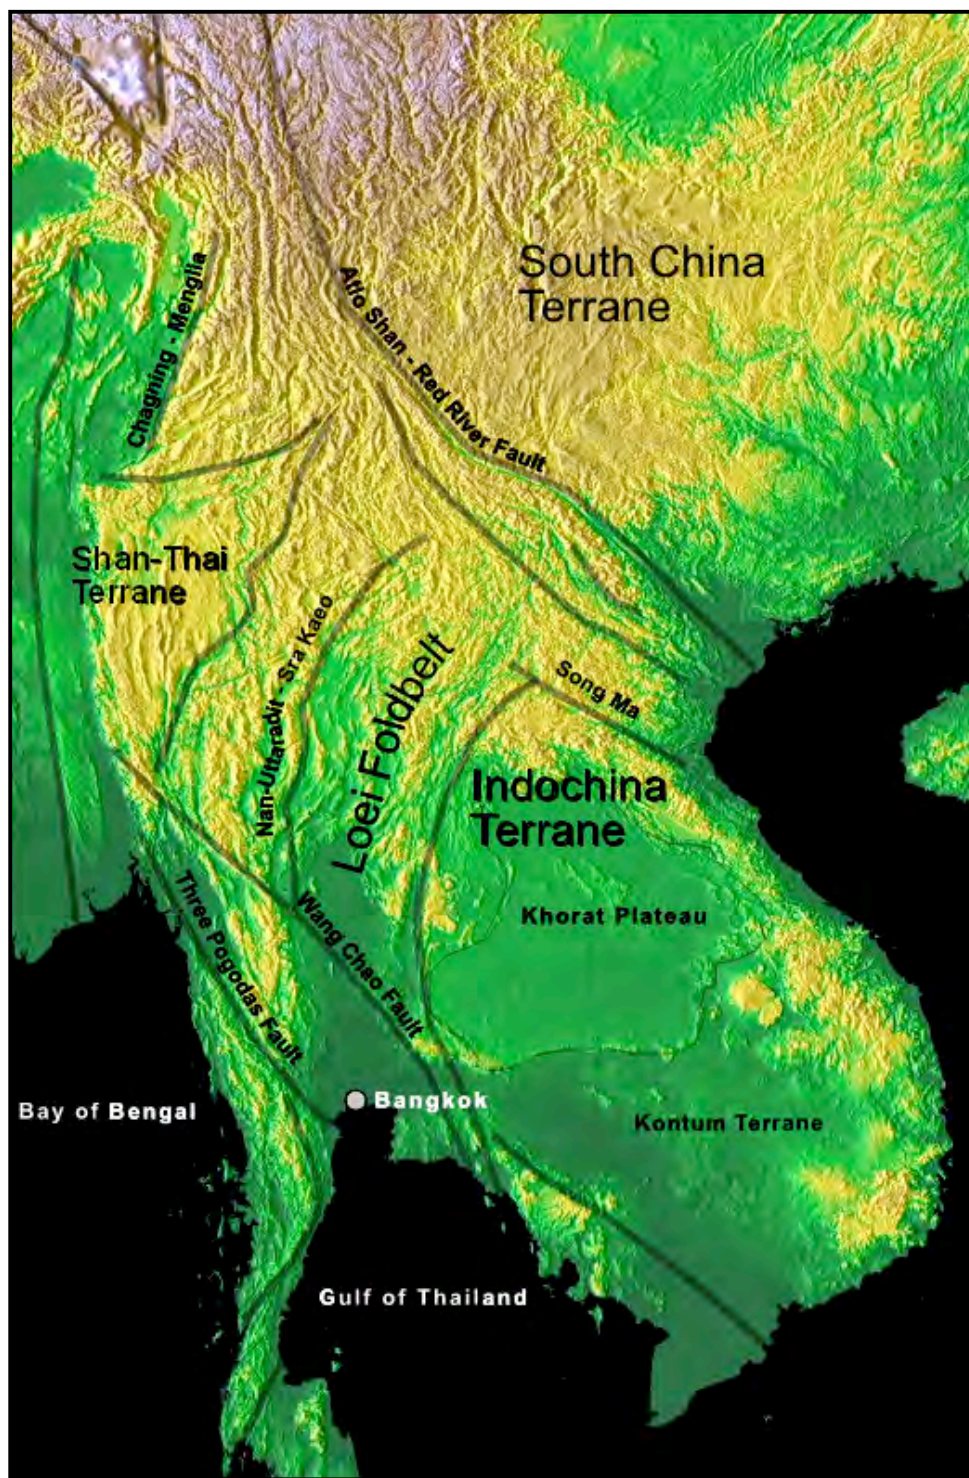 South China
Terrane
Chagning - Menglia
Atlo Shan - Red River Fault
Shan-Thai
Terrane
Nan-Uttaradit - Sra Kaeo
Loei Foldbelt
Song Ma
Indochina
Terrane
Khorat Plateau
Three Pogodas Fault
Wang Chao Fault
Bay of Bengal
Bangkok
Kontum Terrane
Gulf of Thailand